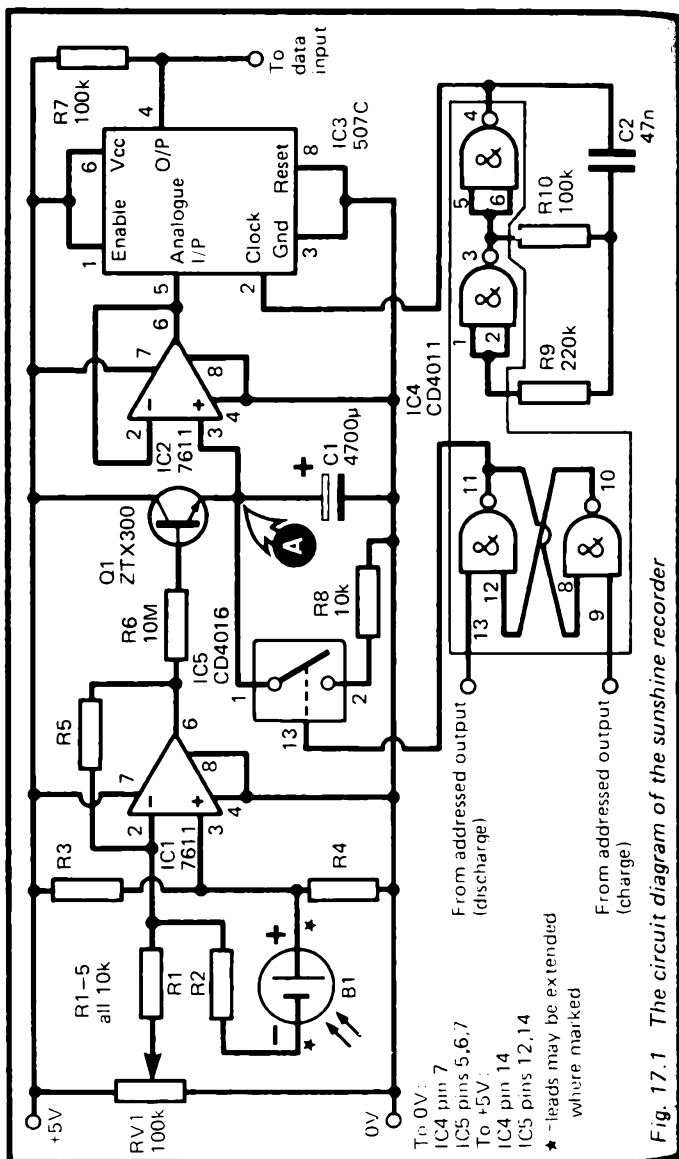 +5V
RV1
100k
0V
R1–5
all 10k
R1
R2
R3
R4
R5
B1
–
+
★
★
IC1
7611
2
3
7
6
8
4
–
+
R6
10M
Q1
ZTX300
IC5
CD4016
1
2
13
R8
10k
A
+
C1
4700µ
IC2
7611
2
3
7
6
8
4
–
+
R7
100k
1
6
Enable
Vcc
Analogue
I/P
O/P
Clock
Gnd
Reset
5
4
2
3
8
IC3
507C
To
data
input
IC4
CD4011
1
2
3
&
5
6
4
&
R9
220k
R10
100k
C2
47n
13
12
11
&
8
9
10
&
From addressed output
(discharge)
From addressed output
(charge)
To 0V:
IC4 pin 7
IC5 pins 5,6,7
To +5V:
IC4 pin 14
IC5 pins 12,14
★ -leads may be extended
where marked
Fig. 17.1 The circuit diagram of the sunshine recorder